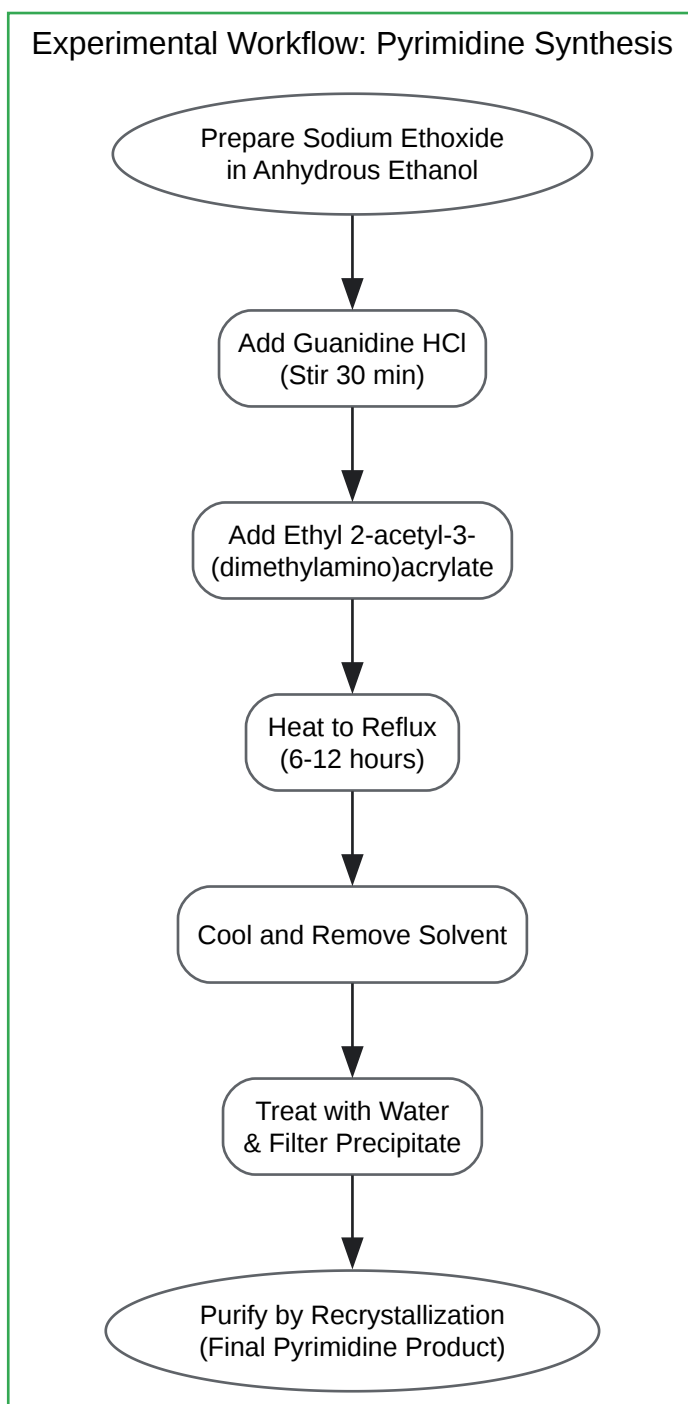 Experimental Workflow: Pyrimidine Synthesis
Prepare Sodium Ethoxide
in Anhydrous Ethanol
Add Guanidine HCl
(Stir 30 min)
Add Ethyl 2-acetyl-3-
(dimethylamino)acrylate
Heat to Reflux
(6-12 hours)
Cool and Remove Solvent
Treat with Water
& Filter Precipitate
Purify by Recrystallization
(Final Pyrimidine Product)